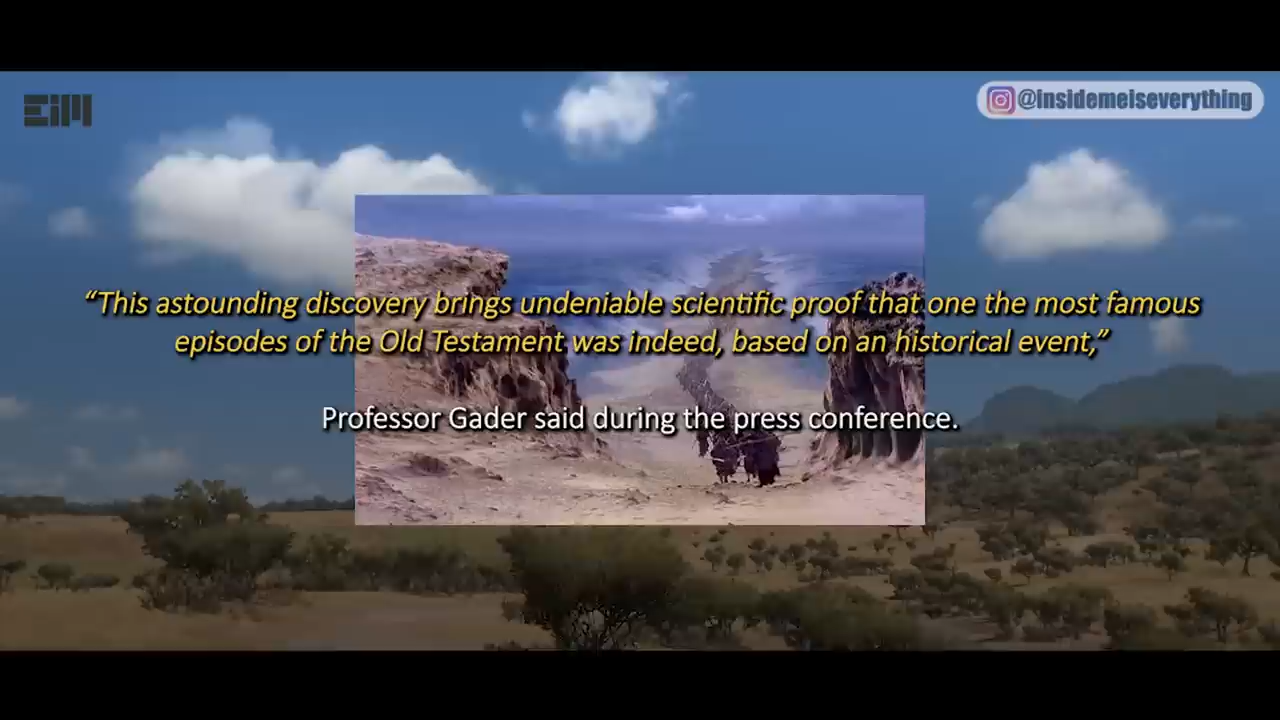 EiM
@insidemeiseverything
“This astounding discovery brings undeniable scientific proof that one the most famous
episodes of the Old Testament was indeed, based on an historical event,”
Professor Gader said during the press conference.